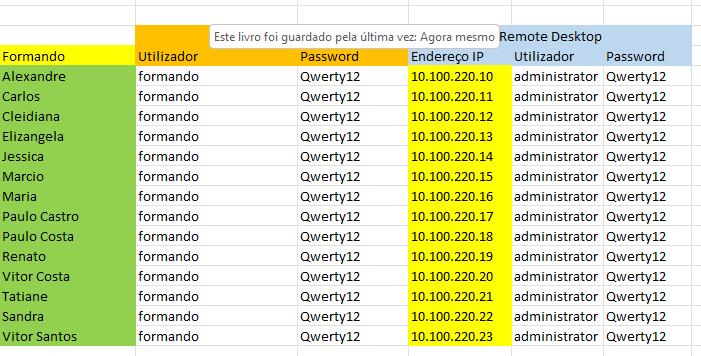 Este livro foi guardado pela última vez: Agora mesmo Remote Desktop
Formando Utilizador Password Endereço IP Utilizador Password
Alexandre formando Qwerty12 10.100.220.10 administrator Qwerty12
Carlos formando Qwerty12 10.100.220.11 administrator Qwerty12
Cleidiana formando Qwerty12 10.100.220.12 administrator Qwerty12
Elizangela formando Qwerty12 10.100.220.13 administrator Qwerty12
Jessica formando Qwerty12 10.100.220.14 administrator Qwerty12
Marcio formando Qwerty12 10.100.220.15 administrator Qwerty12
Maria formando Qwerty12 10.100.220.16 administrator Qwerty12
Paulo Castro formando Qwerty12 10.100.220.17 administrator Qwerty12
Paulo Costa formando Qwerty12 10.100.220.18 administrator Qwerty12
Renato formando Qwerty12 10.100.220.19 administrator Qwerty12
Vitor Costa formando Qwerty12 10.100.220.20 administrator Qwerty12
Tatiane formando Qwerty12 10.100.220.21 administrator Qwerty12
Sandra formando Qwerty12 10.100.220.22 administrator Qwerty12
Vitor Santos formando Qwerty12 10.100.220.23 administrator Qwerty12